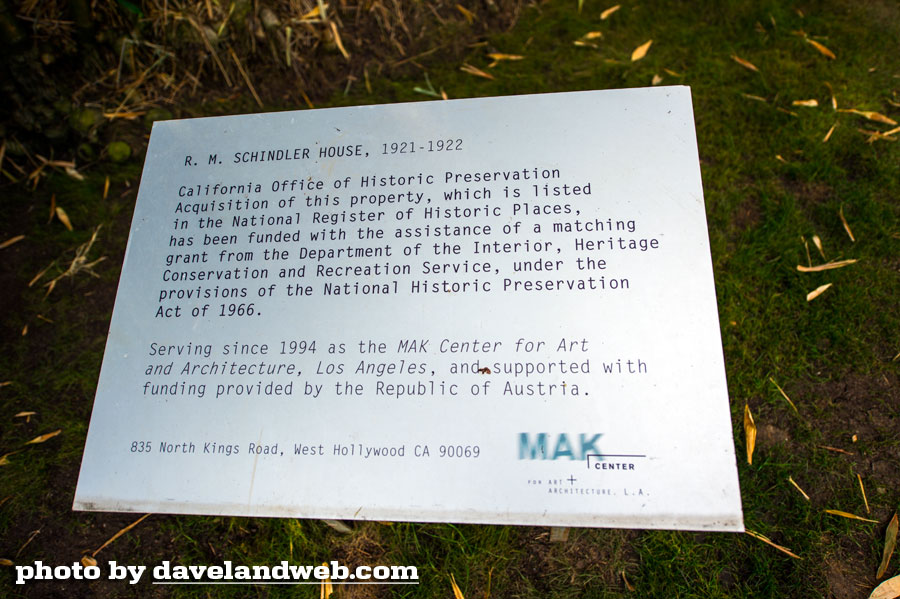 R. M. SCHINDLER HOUSE, 1921-1922
California Office of Historic Preservation
Acquisition of this property, which is listed
in the National Register of Historic Places,
has been funded with the assistance of a matching
grant from the Department of the Interior, Heritage
Conservation and Recreation Service, under the
provisions of the National Historic Preservation
Act of 1966.
Serving since 1994 as the MAK Center for Art
and Architecture, Los Angeles, and supported with
funding provided by the Republic of Austria.
835 North Kings Road, West Hollywood CA 90069
MAK
CENTER
FOR ART +
ARCHITECTURE, L.A.
photo by davelandweb.com